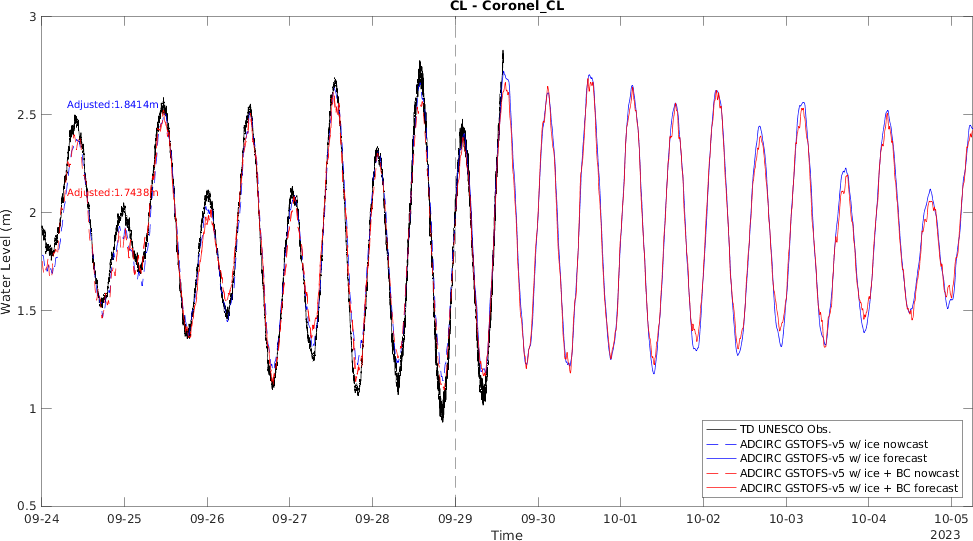 CL - Coronel_CL
3
2.5
2
1.5
1
0.5
Water Level (m)
Adjusted:1.8414m
Adjusted:1.7438m
TD UNESCO Obs.
ADCIRC GSTOFS-v5 w/ ice nowcast
ADCIRC GSTOFS-v5 w/ ice forecast
ADCIRC GSTOFS-v5 w/ ice + BC nowcast
ADCIRC GSTOFS-v5 w/ ice + BC forecast
09-24 09-25 09-26 09-27 09-28 09-29 09-30 10-01 10-02 10-03 10-04 10-05
Time
2023